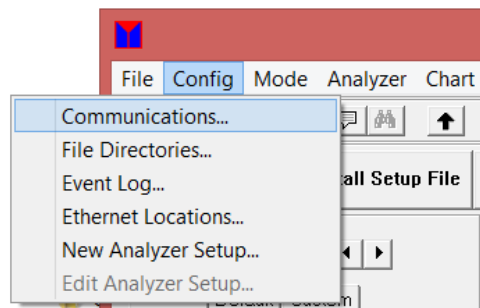 File Config Mode Analyzer Chart
Communications...
File Directories...
Event Log...
all Setup File
Ethernet Locations...
New Analyzer Setup...
Edit Analyzer Setup...